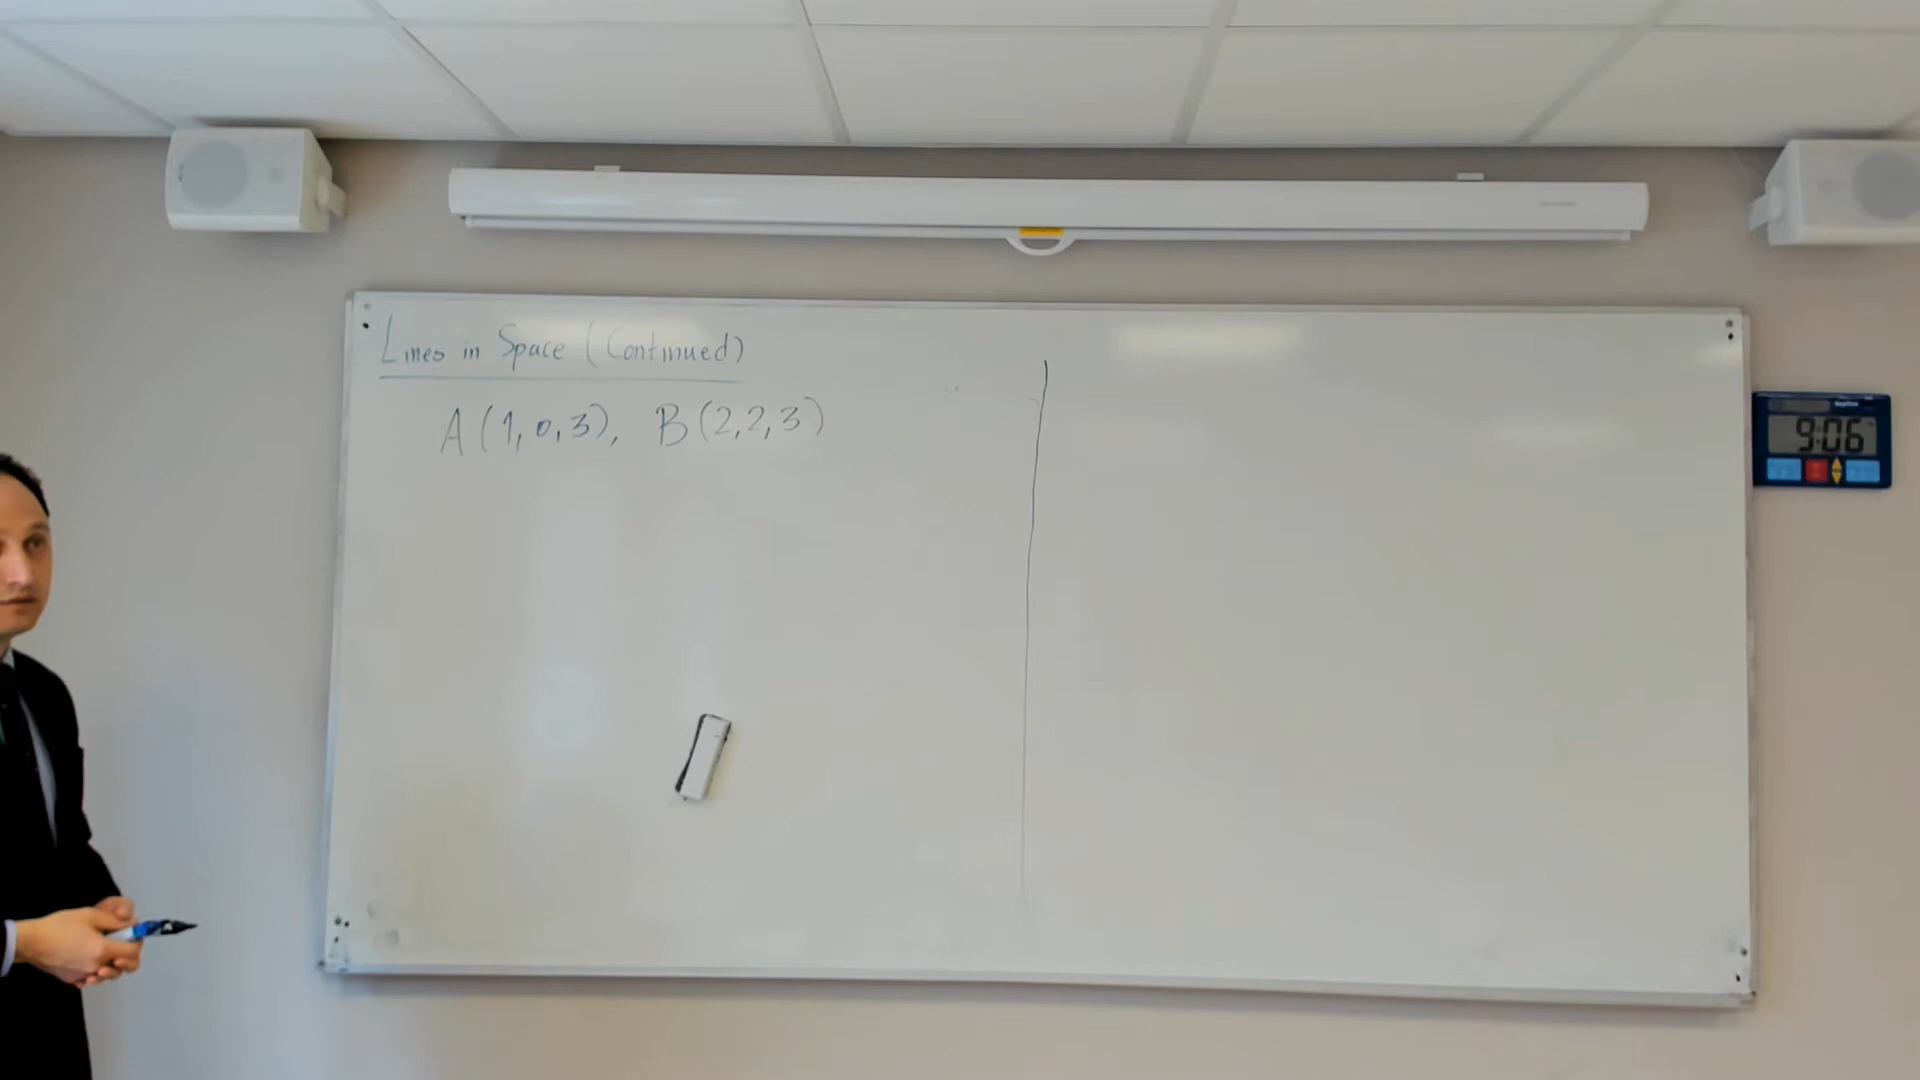 Lines in Space (Continued)
A (1, 0, 3), B (2, 2, 3)
9:06